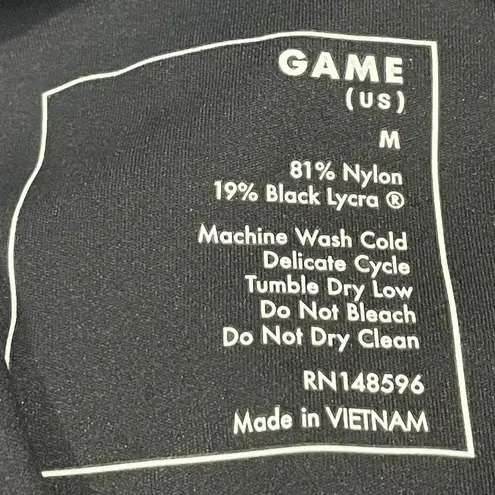 GAME
(US)
M
81% Nylon
19% Black Lycra ®
Machine Wash Cold
Delicate Cycle
Tumble Dry Low
Do Not Bleach
Do Not Dry Clean
RN148596
Made in VIETNAM